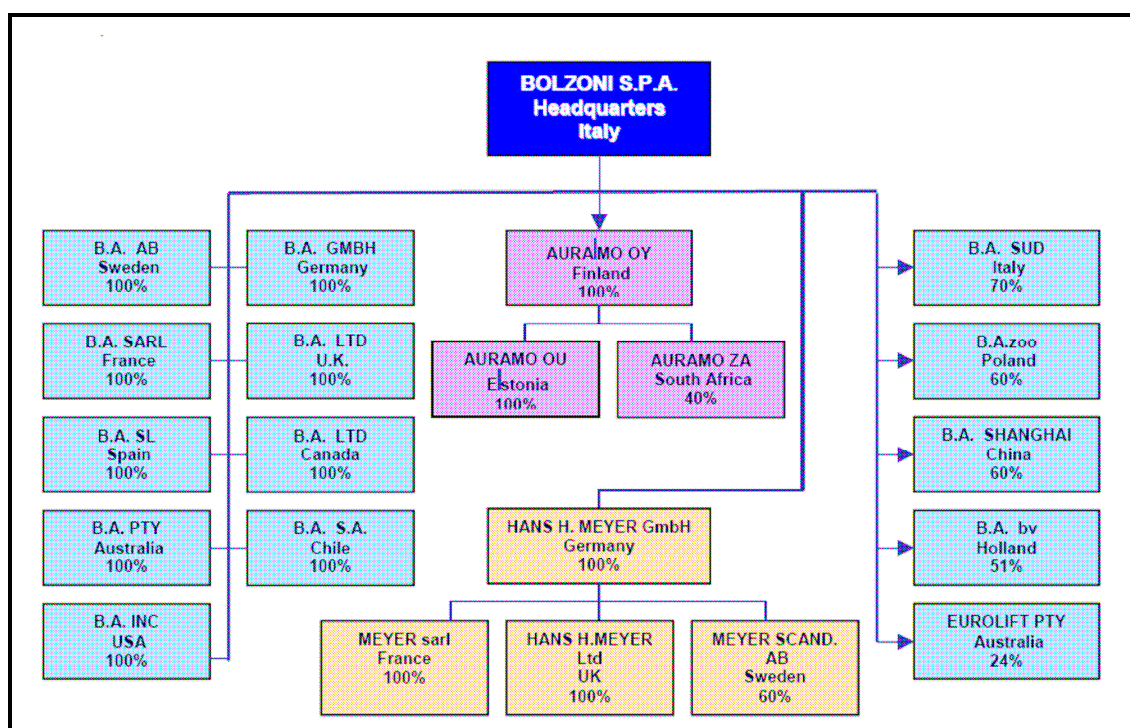 BOLZONI S.P.A.
Headquarters
Italy
B.A. AB
Sweden
100%
B.A. GMBH
Germany
100%
AURAMO OY
Finland
100%
B.A. SUD
Italy
70%
B.A. SARL
France
100%
B.A. LTD
U.K.
100%
AURAMO OU
Estonia
100%
AURAMO ZA
South Africa
40%
B.A.zoo
Poland
60%
B.A. SL
Spain
100%
B.A. LTD
Canada
100%
B.A. SHANGHAI
China
60%
B.A. PTY
Australia
100%
B.A. S.A.
Chile
100%
HANS H. MEYER GmbH
Germany
100%
B.A. bv
Holland
51%
B.A. INC
USA
100%
MEYER sarl
France
100%
HANS H.MEYER
Ltd
UK
100%
MEYER SCAND.
AB
Sweden
60%
EUROLIFT PTY
Australia
24%